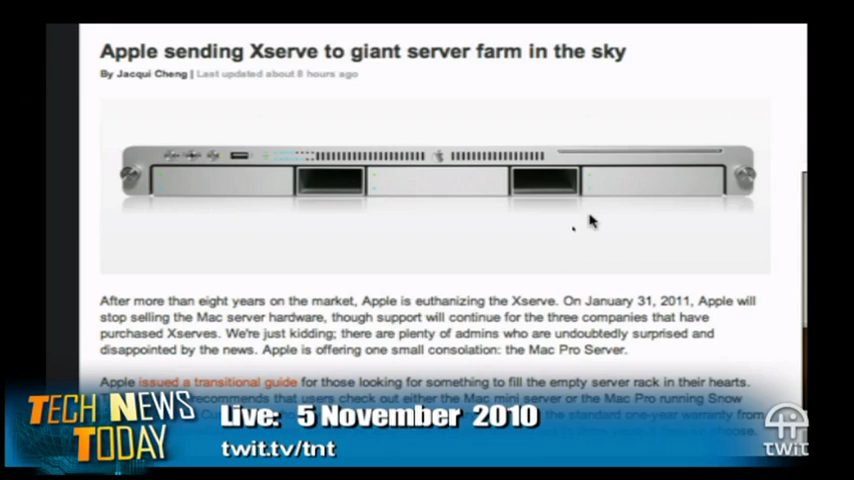 Apple sending Xserve to giant server farm in the sky
By Jacqui Cheng | Last updated about 8 hours ago
After more than eight years on the market, Apple is euthanizing the Xserve. On January 31, 2011, Apple will
stop selling the Mac server hardware, though support will continue for the three companies that have
purchased Xserves. We're just kidding; there are plenty of admins who are undoubtedly surprised and
disappointed by the news. Apple is offering one small consolation: the Mac Pro Server.
Apple issued a transitional guide for those looking for something to fill the empty server rack in their hearts.
recommends that users check out either the Mac mini server or the Mac Pro running Snow
the standard one-year warranty from
TECH NEWS
TODAY
Live: 5 November 2010
twit.tv/tnt
TWiT